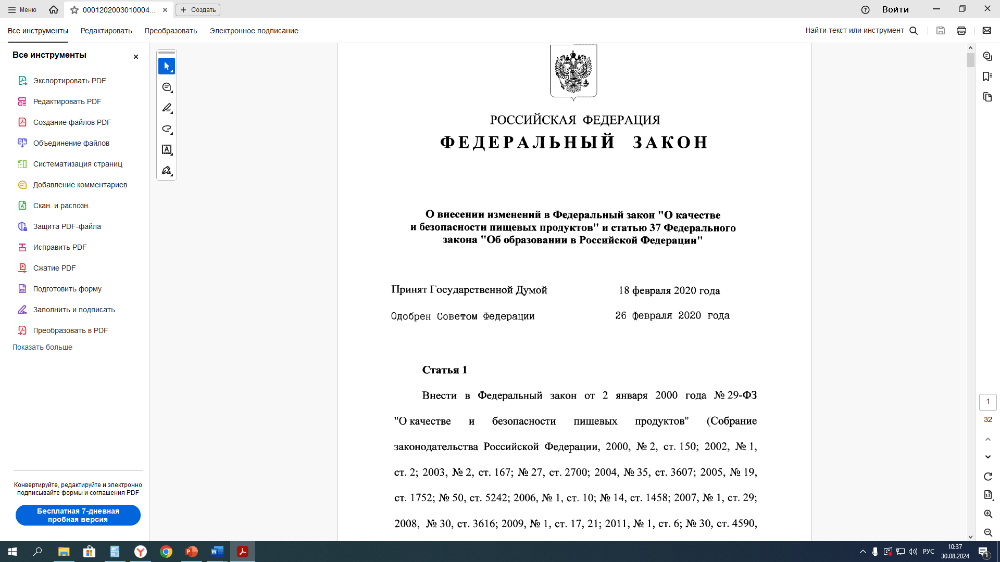 Меню
0001202003010004...
Создать
Войти
Все инструменты
Редактировать
Преобразовать
Электронное подписание
Найти текст или инструмент
Все инструменты
Экспортировать PDF
Редактировать PDF
Создание файлов PDF
Объединение файлов
Систематизация страниц
Добавление комментариев
Скан. и распозн.
Защита PDF-файла
Исправить PDF
Сжатие PDF
Подготовить форму
Заполнить и подписать
Преобразовать в PDF
Показать больше
Конвертируйте, редактируйте и электронно
подписывайте формы и соглашения PDF
Бесплатная 7-дневная
пробная версия
РОССИЙСКАЯ ФЕДЕРАЦИЯ
ФЕДЕРАЛЬНЫЙ ЗАКОН
О внесении изменений в Федеральный закон "О качестве
и безопасности пищевых продуктов" и статью 37 Федерального
закона "Об образовании в Российской Федерации"
Принят Государственной Думой 18 февраля 2020 года
Одобрен Советом Федерации 26 февраля 2020 года
Статья 1
Внести в Федеральный закон от 2 января 2000 года № 29-ФЗ
"О качестве и безопасности пищевых продуктов" (Собрание
законодательства Российской Федерации, 2000, № 2, ст. 150; 2002, № 1,
ст. 2; 2003, № 2, ст. 167; № 27, ст. 2700; 2004, № 35, ст. 3607; 2005, № 19,
ст. 1752; № 50, ст. 5242; 2006, № 1, ст. 10; № 14, ст. 1458; 2007, № 1, ст. 29;
2008, № 30, ст. 3616; 2009, № 1, ст. 17, 21; 2011, № 1, ст. 6; № 30, ст. 4590,
1
32
1:1
РУС
10:37
30.08.2024
1